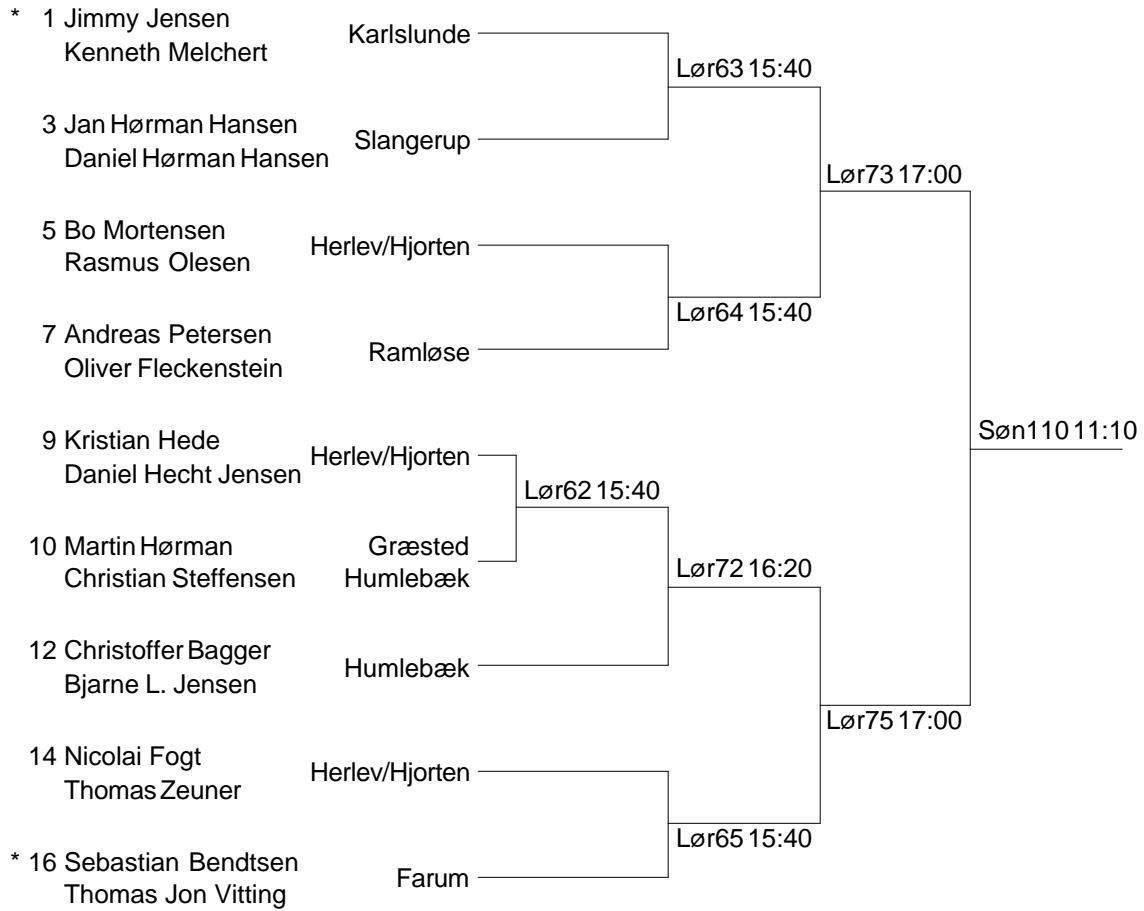 * 1 Jimmy Jensen
Karlslunde
Kenneth Melchert
Lør63 15:40
3 Jan Hørman Hansen
Slangerup
Daniel Hørman Hansen
Lør73 17:00
5 Bo Mortensen
Herlev/Hjorten
Rasmus Olesen
Lør64 15:40
7 Andreas Petersen
Ramløse
Oliver Fleckenstein
Søn110 11:10
9 Kristian Hede
Herlev/Hjorten
Daniel Hecht Jensen
Lør62 15:40
10 Martin Hørman
Græsted
Christian Steffensen
Humlebæk
Lør72 16:20
12 Christoffer Bagger
Humlebæk
Bjarne L. Jensen
Lør75 17:00
14 Nicolai Fogt
Herlev/Hjorten
Thomas Zeuner
Lør65 15:40
* 16 Sebastian Bendtsen
Farum
Thomas Jon Vitting